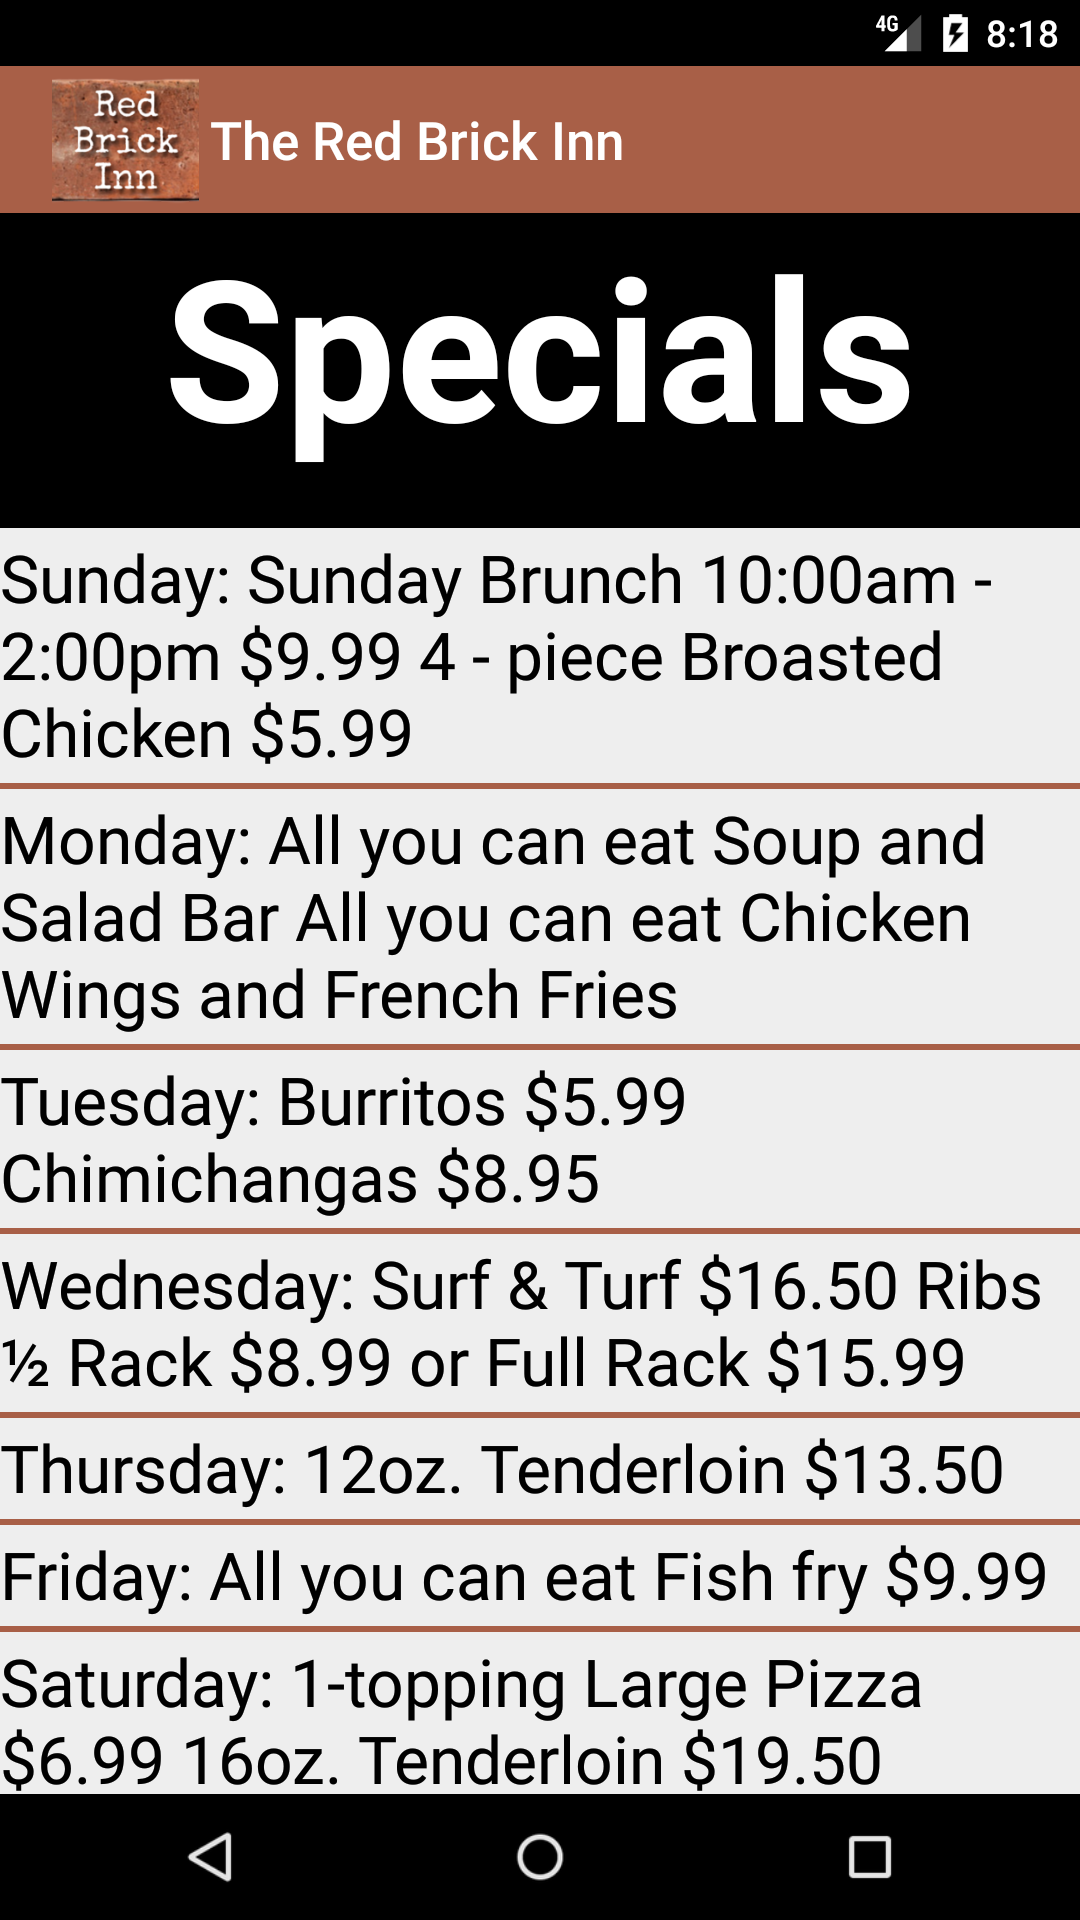 4G 8:18
Red
Brick
Inn
The Red Brick Inn
Specials
Sunday: Sunday Brunch 10:00am -
2:00pm $9.99 4 - piece Broasted
Chicken $5.99
Monday: All you can eat Soup and
Salad Bar All you can eat Chicken
Wings and French Fries
Tuesday: Burritos $5.99
Chimichangas $8.95
Wednesday: Surf & Turf $16.50 Ribs
½ Rack $8.99 or Full Rack $15.99
Thursday: 12oz. Tenderloin $13.50
Friday: All you can eat Fish fry $9.99
Saturday: 1-topping Large Pizza
$6.99 16oz. Tenderloin $19.50